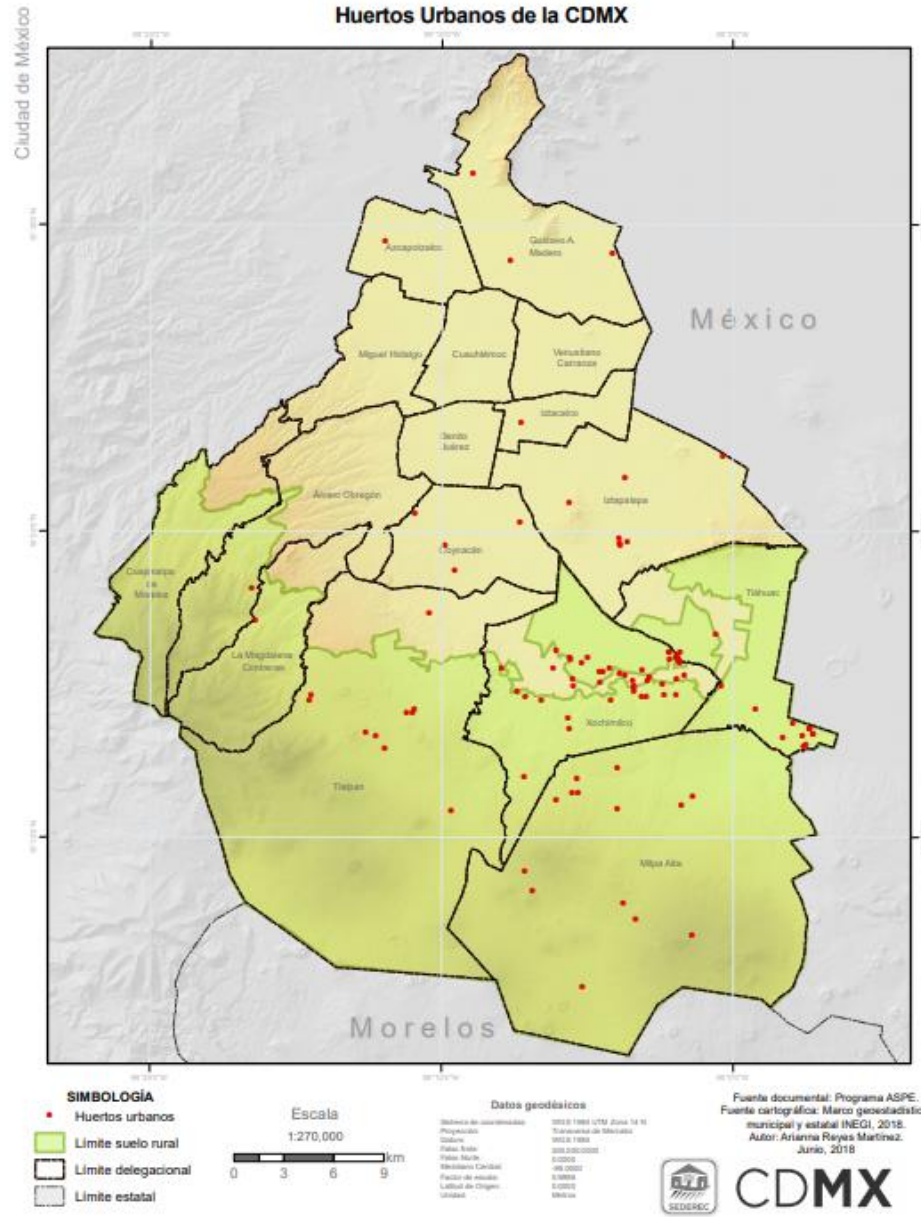 Huertos Urbanos de la CDMX
Ciudad de México
Gustavo A.
Madero
Azcapotzalco
México
Miguel Hidalgo
Cuauhtémoc
Venustiano
Carranza
Iztacalco
Benito
Juárez
Álvaro Obregón
Iztapalapa
Coyoacán
Cuajimalpa
de
Morelos
Tláhuac
La Magdalena
Contreras
Xochimilco
Tlalpan
Milpa Alta
Morelos
SIMBOLOGÍA
Huertos urbanos
Límite suelo rural
Límite delegacional
Límite estatal
Escala
1:270,000
km
0 3 6 9
Datos geodésicos
Fuente documental: Programa ASPE.
Fuente cartográfica: Marco geoestadístic
municipal y estatal INEGI, 2018.
Autor: Arianna Reyes Martínez.
Junio, 2018
SEDEREC
CDMX